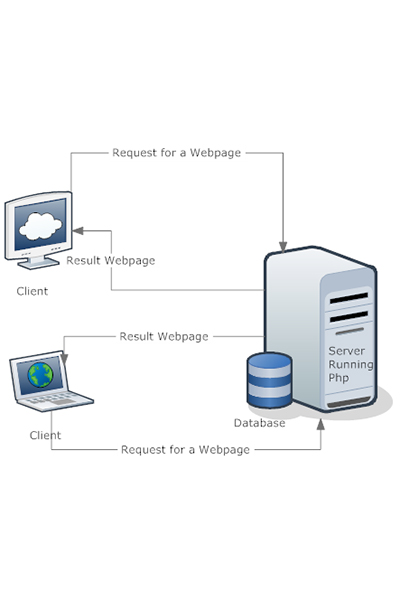 Request for a Webpage
Result Webpage
Client
Result Webpage
Server
Running
Php
Database
Client
Request for a Webpage